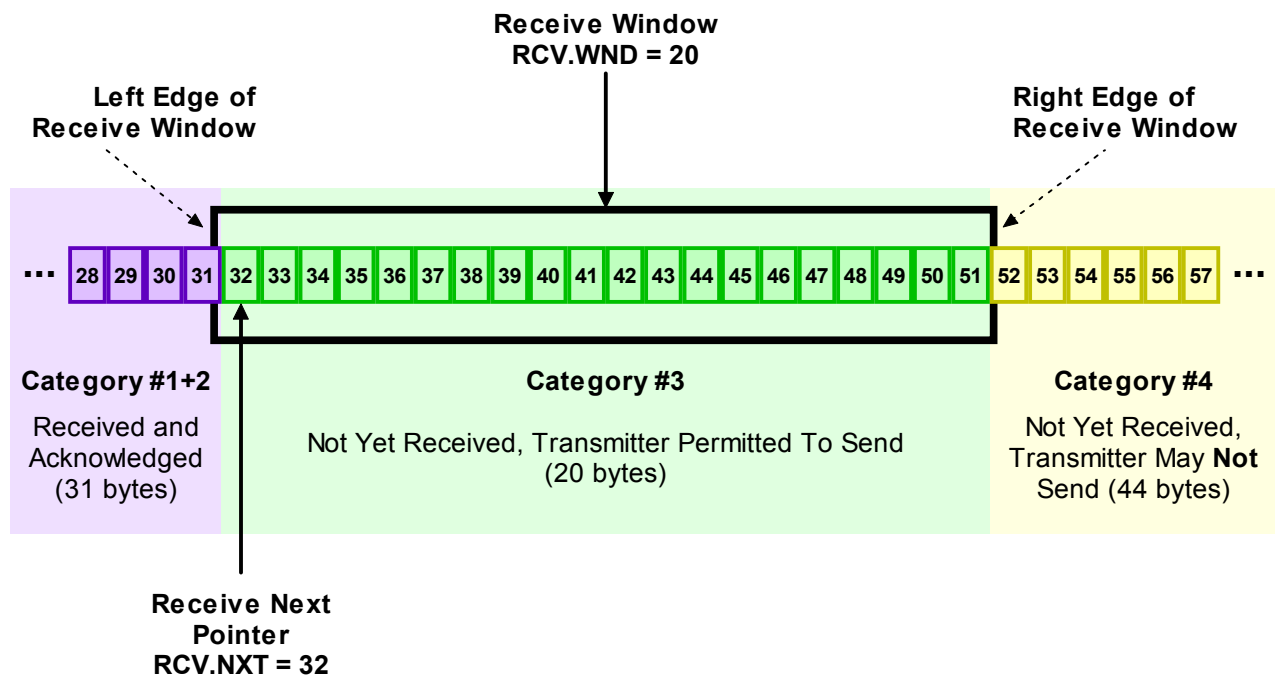 Receive Window
RCV.WND = 20
Left Edge of
Receive Window
Right Edge of
Receive Window
... 28 29 30 31 32 33 34 35 36 37 38 39 40 41 42 43 44 45 46 47 48 49 50 51 52 53 54 55 56 57 ...
Category #1+2
Received and
Acknowledged
(31 bytes)
Category #3
Not Yet Received, Transmitter Permitted To Send
(20 bytes)
Category #4
Not Yet Received,
Transmitter May Not
Send (44 bytes)
Receive Next
Pointer
RCV.NXT = 32